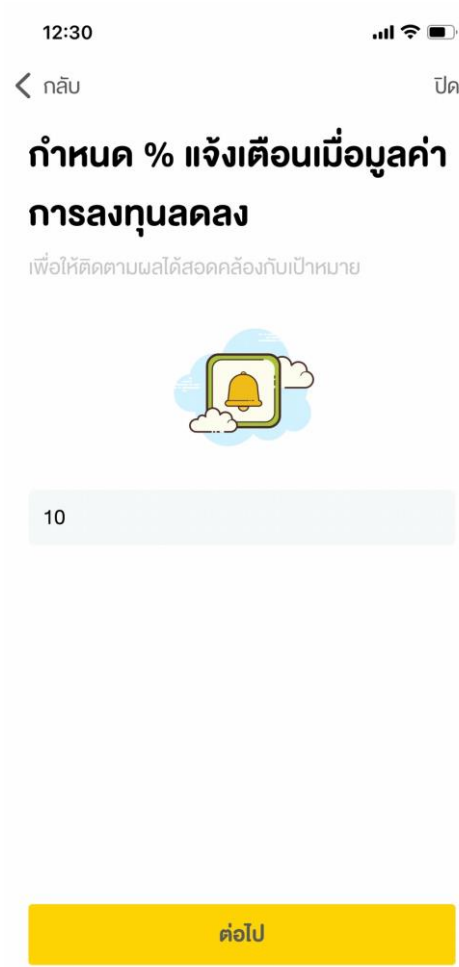 12:30
กลับ
ปิด
กำหนด % แจ้งเตือนเมื่อมูลค่า
การลงทุนลดลง
เพื่อให้ติดตามผลได้สอดคล้องกับเป้าหมาย
10
ต่อไป